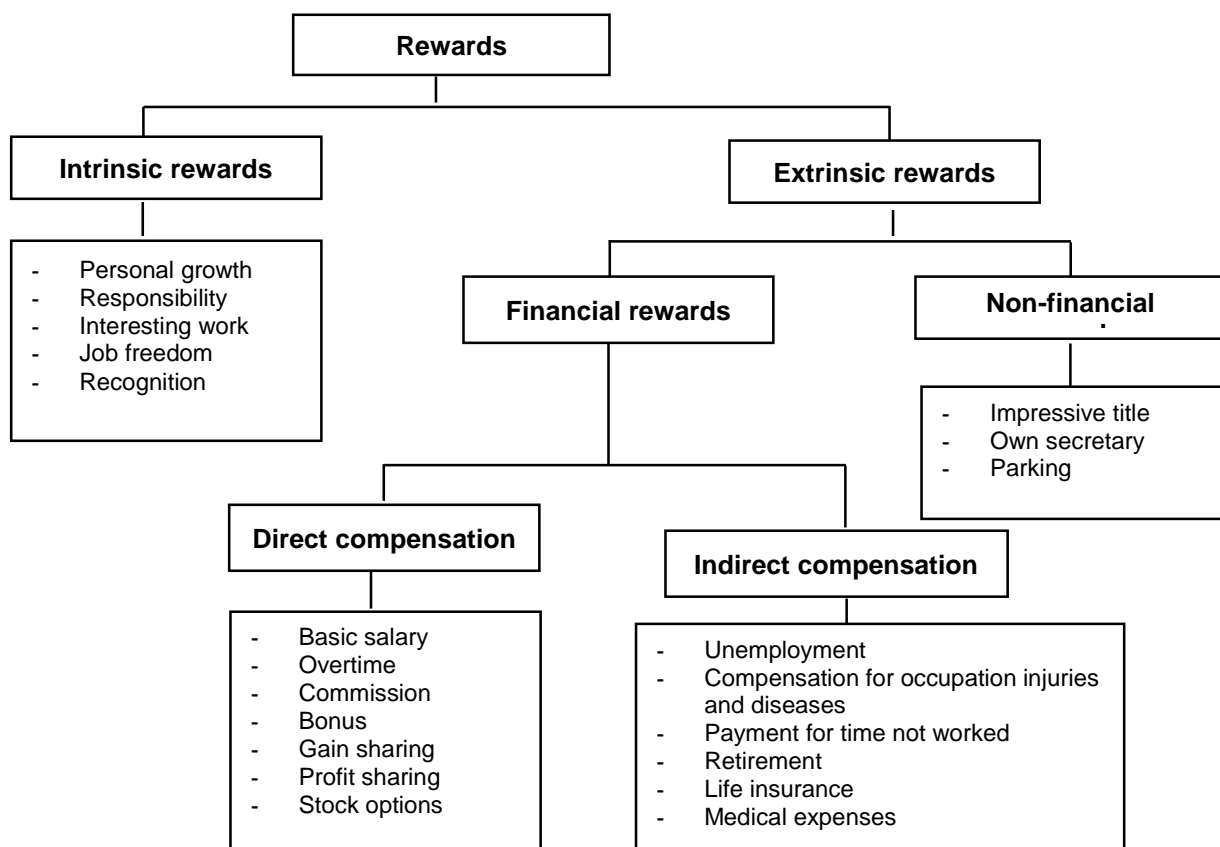 Rewards
Intrinsic rewards
Extrinsic rewards
- Personal growth
- Responsibility
- Interesting work
- Job freedom
- Recognition
Financial rewards
Non-financial
- Impressive title
- Own secretary
- Parking
Direct compensation
Indirect compensation
- Basic salary
- Overtime
- Commission
- Bonus
- Gain sharing
- Profit sharing
- Stock options
- Unemployment
- Compensation for occupation injuries
and diseases
- Payment for time not worked
- Retirement
- Life insurance
- Medical expenses